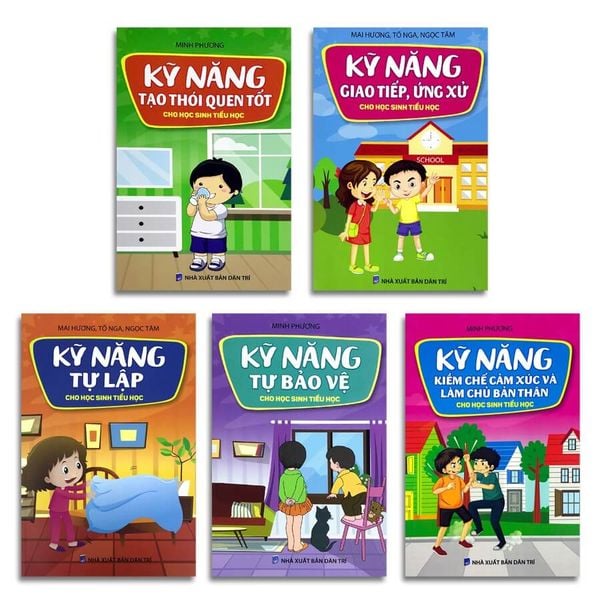 MINH PHƯƠNG
KỸ NĂNG
TẠO THÓI QUEN TỐT
CHO HỌC SINH TIỂU HỌC
NHÀ XUẤT BẢN DÂN TRÍ
MAI HƯƠNG, TỐ NGA, NGỌC TÂM
KỸ NĂNG
GIAO TIẾP, ỨNG XỬ
CHO HỌC SINH TIỂU HỌC
SCHOOL
NHÀ XUẤT BẢN DÂN TRÍ
MAI HƯƠNG, TỐ NGA, NGỌC TÂM
KỸ NĂNG
TỰ LẬP
CHO HỌC SINH TIỂU HỌC
NHÀ XUẤT BẢN DÂN TRÍ
MINH PHƯƠNG
KỸ NĂNG
TỰ BẢO VỆ
CHO HỌC SINH TIỂU HỌC
NHÀ XUẤT BẢN DÂN TRÍ
MINH PHƯƠNG
KỸ NĂNG
KIỀM CHẾ CẢM XÚC VÀ
LÀM CHỦ BẢN THÂN
CHO HỌC SINH TIỂU HỌC
NHÀ XUẤT BẢN DÂN TRÍ